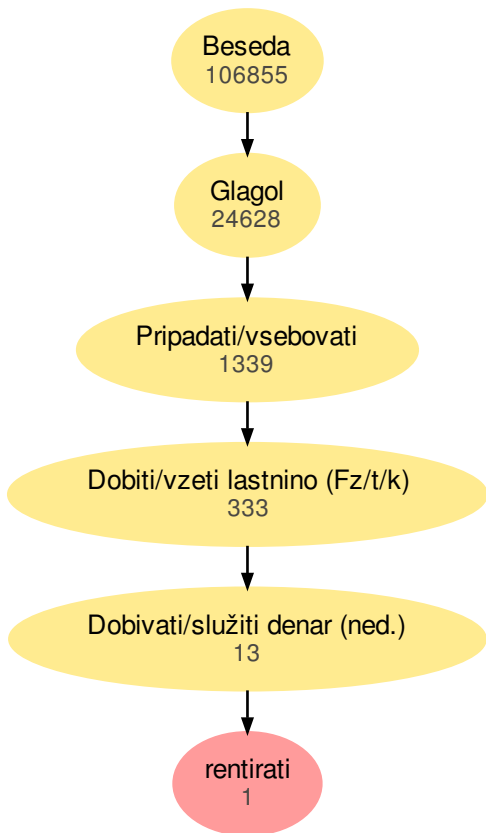 Beseda
106855
Glagol
24628
Pripadati/vsebovati
1339
Dobiti/vzeti lastnino (Fz/t/k)
333
Dobivati/služiti denar (ned.)
13
rentirati
1